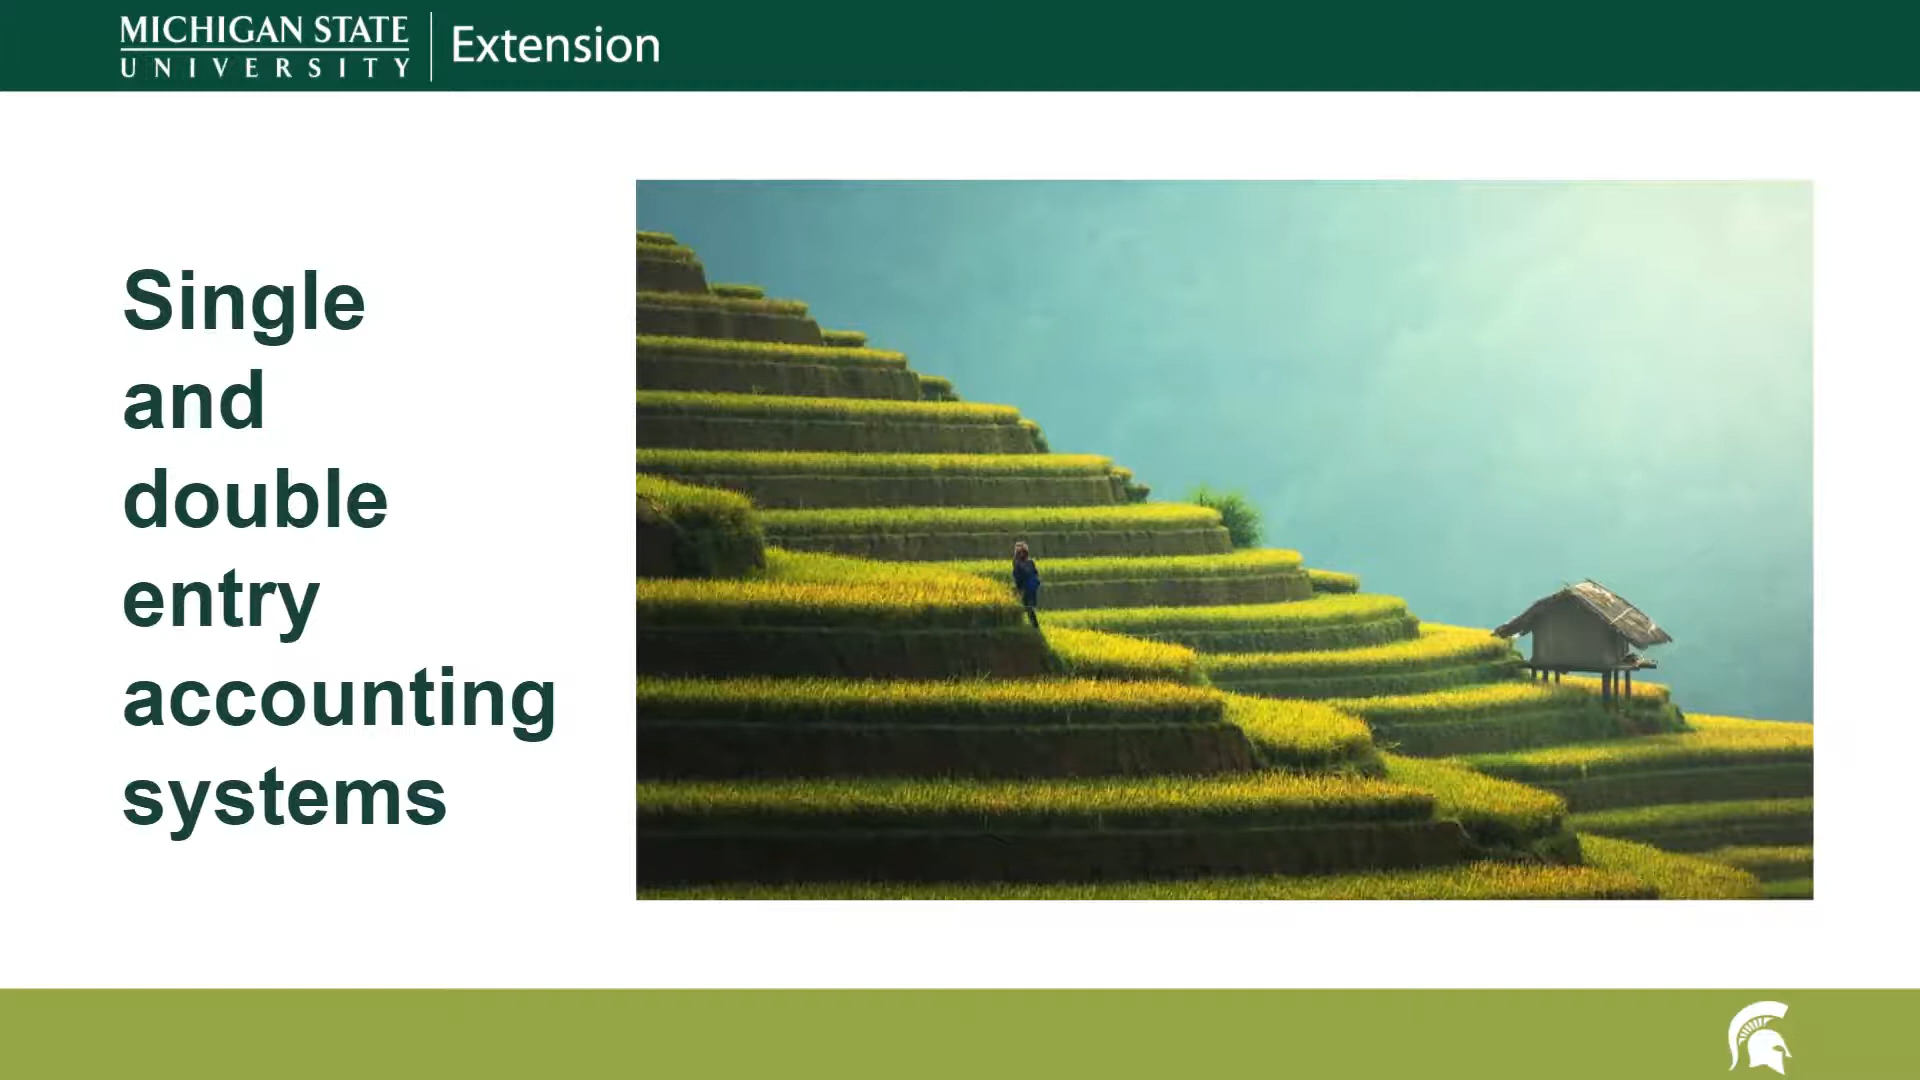 MICHIGAN STATE
UNIVERSITY
Extension
Single
and
double
entry
accounting
systems